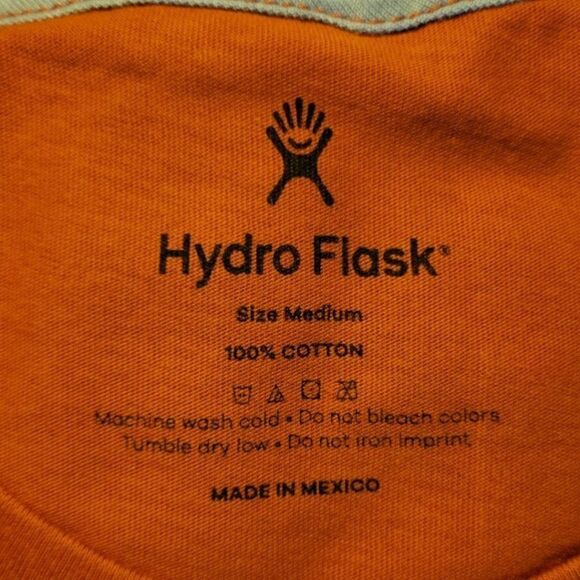 Hydro Flask®
Size Medium
100% COTTON
Machine wash cold • Do not bleach colors
Tumble dry low • Do not iron imprint
MADE IN MEXICO